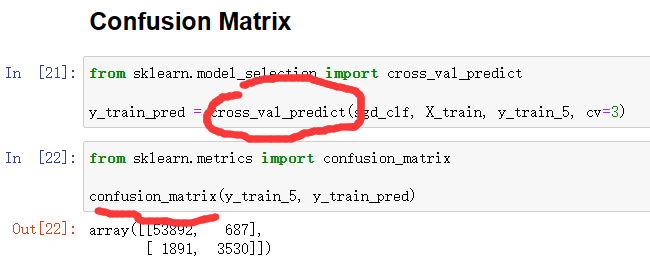 Confusion Matrix
In [21]: from sklearn.model_selection import cross_val_predict
y_train_pred = cross_val_predict(sgd_clf, X_train, y_train_5, cv=3)
In [22]: from sklearn.metrics import confusion_matrix
confusion_matrix(y_train_5, y_train_pred)
Out[22]: array([[53892, 687],
[ 1891, 3530]])